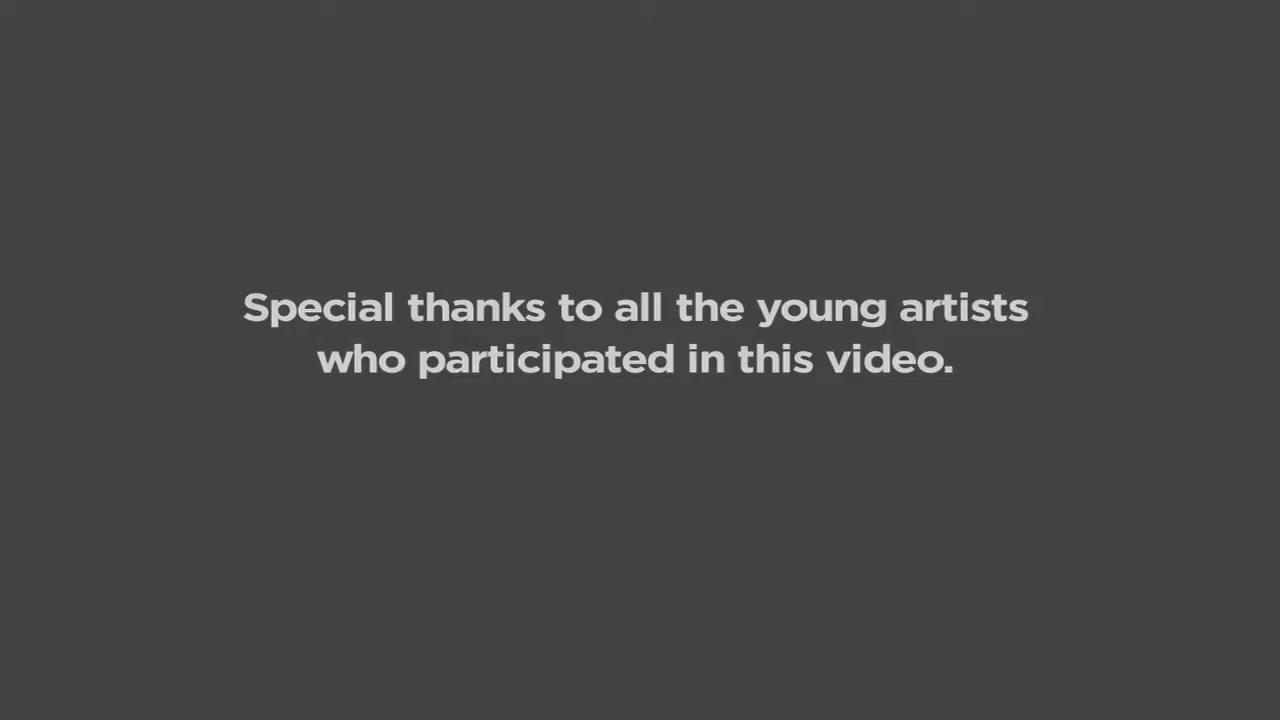 Special thanks to all the young artists
who participated in this video.